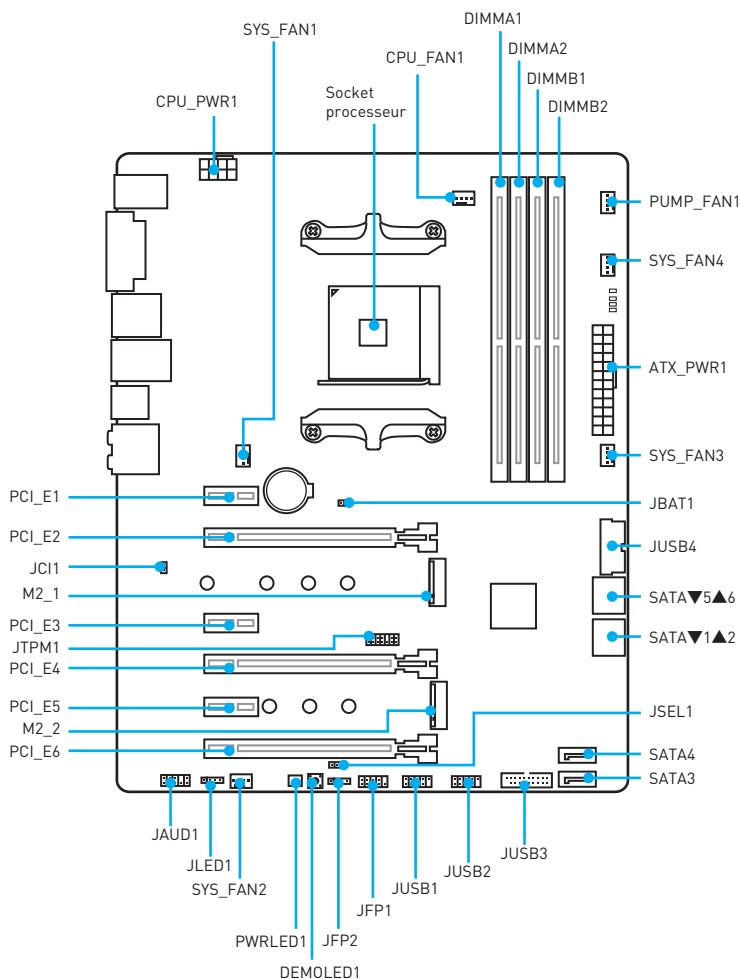 SYS_FAN1
DIMMA1
DIMMA2
CPU_FAN1
DIMMB1
Socket
processeur
CPU_PWR1
DIMMB2
PUMP_FAN1
SYS_FAN4
ATX_PWR1
SYS_FAN3
PCI_E1
JBAT1
PCI_E2
JUSB4
JCI1
M2_1
SATA▼5▲6
PCI_E3
SATA▼1▲2
JTPM1
PCI_E4
PCI_E5
JSEL1
M2_2
PCI_E6
SATA4
SATA3
JAUD1
JLED1
SYS_FAN2
PWRLED1
DEMOLED1
JFP2
JFP1
JUSB1
JUSB2
JUSB3